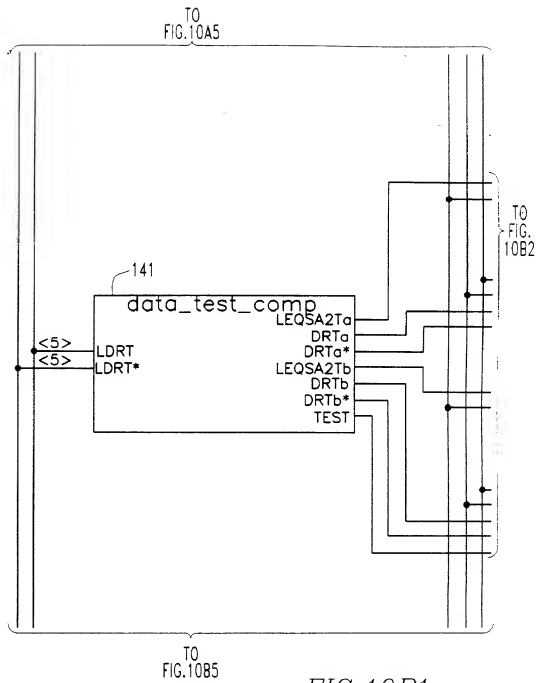 TO
FIG.10A5
TO
FIG.
10B2
141
data_test_comp
LEQSA2Ta
DRTa
<5> LDRT DRTa*
<5> LDRT* LEQSA2Tb
DRTb
DRTb*
TEST
TO
FIG.10B5
FIG.10B1